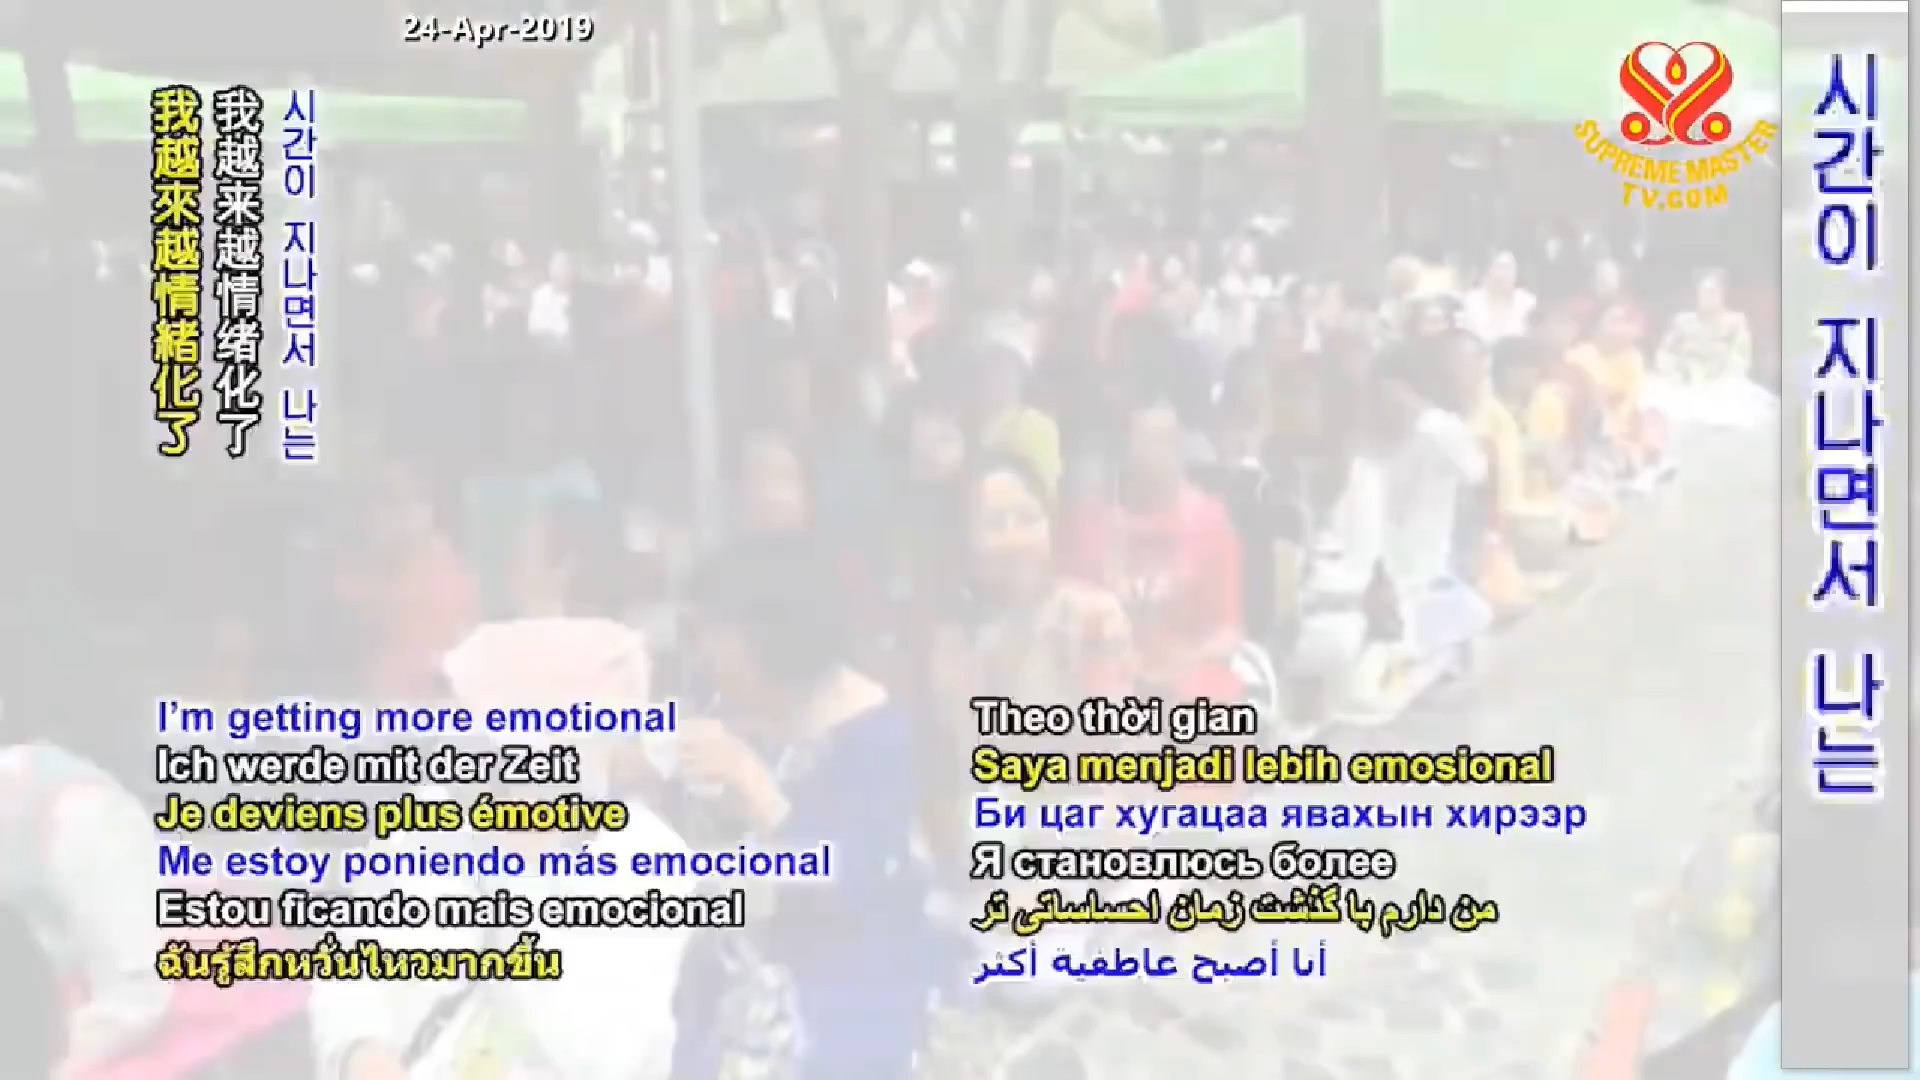 24-Apr-2019
SUPREME MASTER
TV.COM
我越來越情緒化了
我越来越情绪化了
시간이 지나면서 나는
I'm getting more emotional
Ich werde mit der Zeit
Je deviens plus émotive
Me estoy poniendo más emocional
Estou ficando mais emocional
ฉันรู้สึกหวั่นไหวมากขึ้น
Theo thời gian
Saya menjadi lebih emosional
Би цаг хугацаа явахын хирээр
Я становлюсь более
من دارم با گذشت زمان احساساتی تر
أنا أصبح عاطفية أكثر
시간이 지나면서 나는